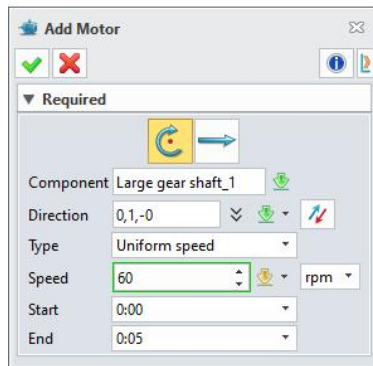 Add Motor
Required
Component Large gear shaft_1
Direction 0,1,-0
Type Uniform speed
Speed 60 rpm
Start 0:00
End 0:05